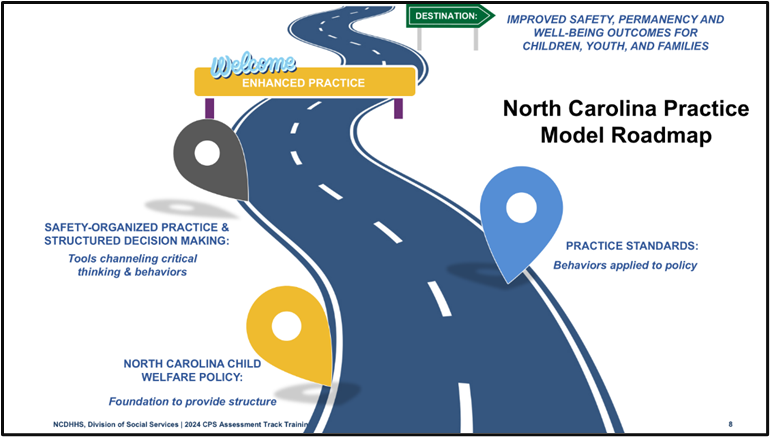 DESTINATION:
IMPROVED SAFETY, PERMANENCY AND
WELL-BEING OUTCOMES FOR
CHILDREN, YOUTH, AND FAMILIES
Welcome
ENHANCED PRACTICE
North Carolina Practice
Model Roadmap
SAFETY-ORGANIZED PRACTICE &
STRUCTURED DECISION MAKING:
Tools channeling critical
thinking & behaviors
PRACTICE STANDARDS:
Behaviors applied to policy
NORTH CAROLINA CHILD
WELFARE POLICY:
Foundation to provide structure
NCDHHS, Division of Social Services | 2024 CPS Assessment Track Trainin
8